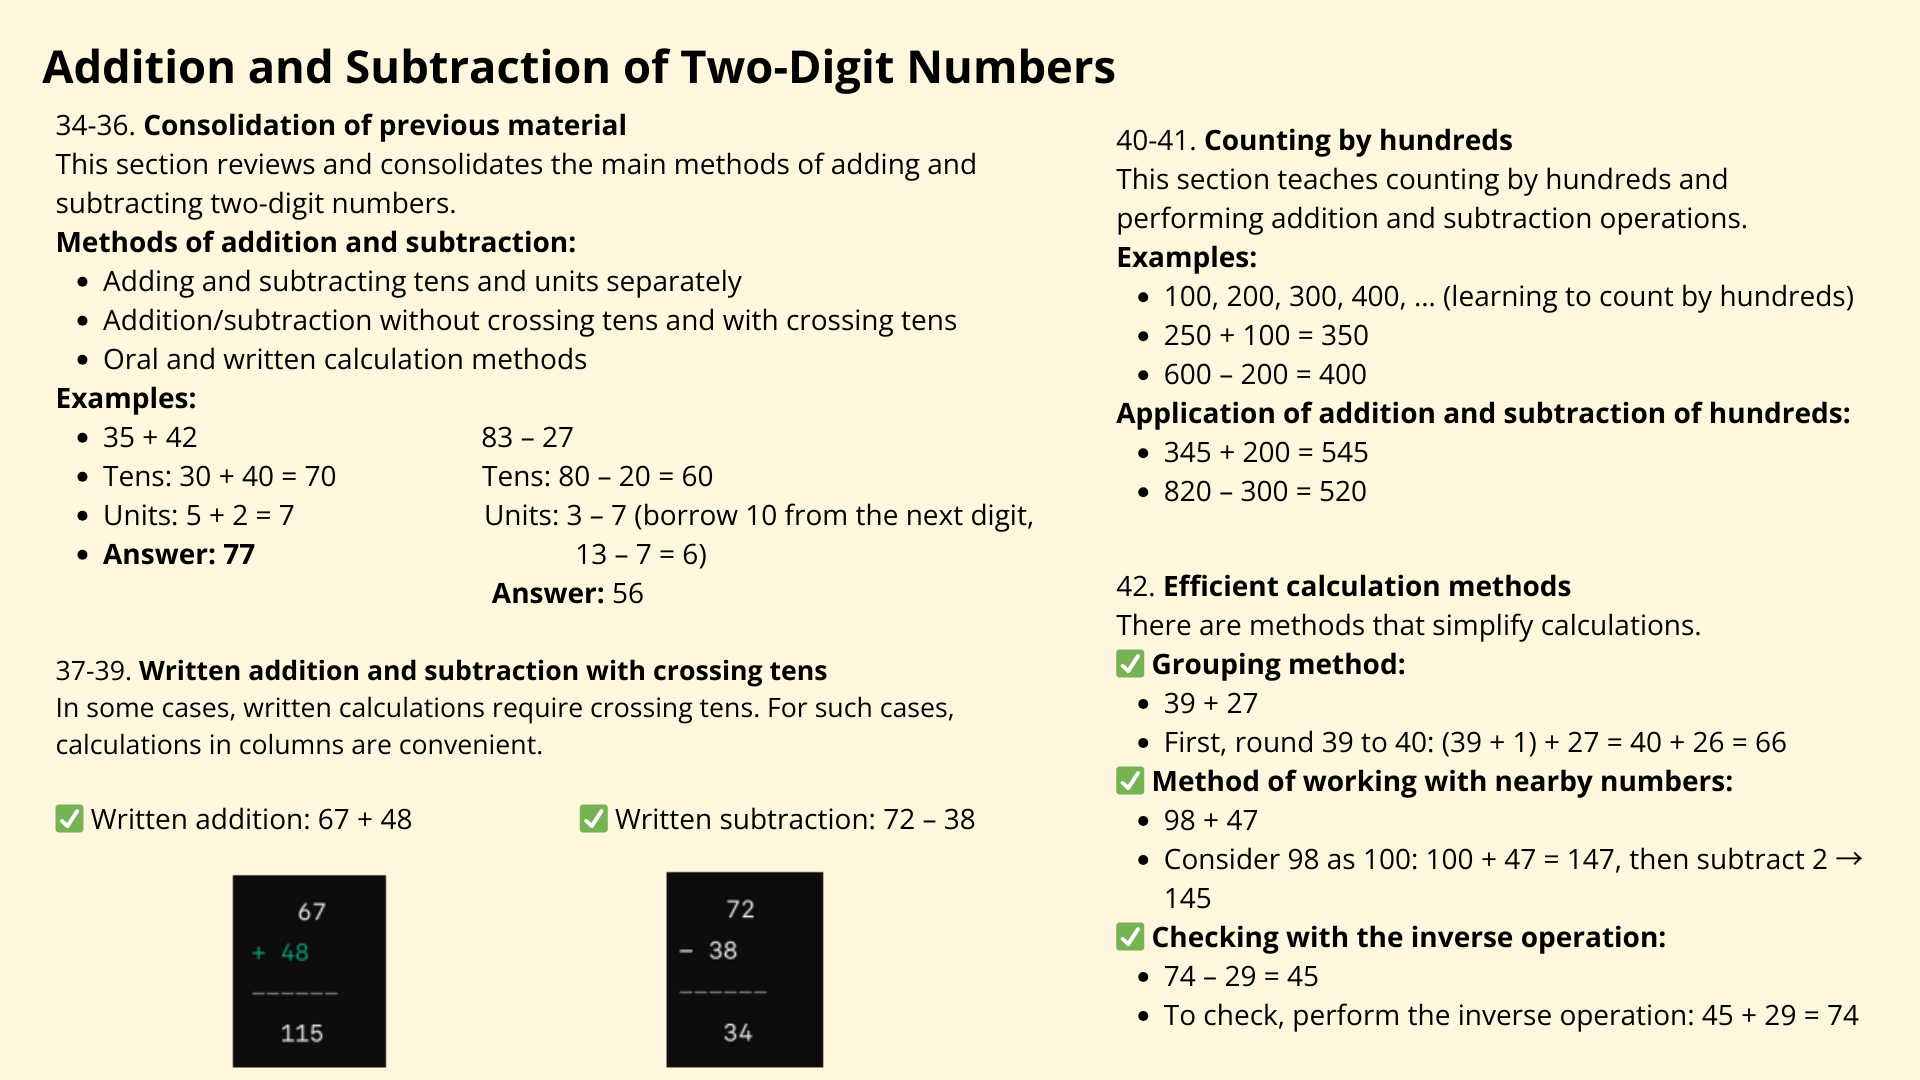 Addition and Subtraction of Two-Digit Numbers
34-36. Consolidation of previous material
This section reviews and consolidates the main methods of adding and
subtracting two-digit numbers.
Methods of addition and subtraction:
• Adding and subtracting tens and units separately
• Addition/subtraction without crossing tens and with crossing tens
• Oral and written calculation methods
Examples:
• 35 + 42 83 – 27
• Tens: 30 + 40 = 70 Tens: 80 – 20 = 60
• Units: 5 + 2 = 7 Units: 3 – 7 (borrow 10 from the next digit,
• Answer: 77 13 – 7 = 6)
Answer: 56
37-39. Written addition and subtraction with crossing tens
In some cases, written calculations require crossing tens. For such cases,
calculations in columns are convenient.
✅ Written addition: 67 + 48 ✅ Written subtraction: 72 – 38
67
+ 48
------
115
72
– 38
------
34
40-41. Counting by hundreds
This section teaches counting by hundreds and
performing addition and subtraction operations.
Examples:
• 100, 200, 300, 400, ... (learning to count by hundreds)
• 250 + 100 = 350
• 600 – 200 = 400
Application of addition and subtraction of hundreds:
• 345 + 200 = 545
• 820 – 300 = 520
42. Efficient calculation methods
There are methods that simplify calculations.
✅ Grouping method:
• 39 + 27
• First, round 39 to 40: (39 + 1) + 27 = 40 + 26 = 66
✅ Method of working with nearby numbers:
• 98 + 47
• Consider 98 as 100: 100 + 47 = 147, then subtract 2 →
145
✅ Checking with the inverse operation:
• 74 – 29 = 45
• To check, perform the inverse operation: 45 + 29 = 74